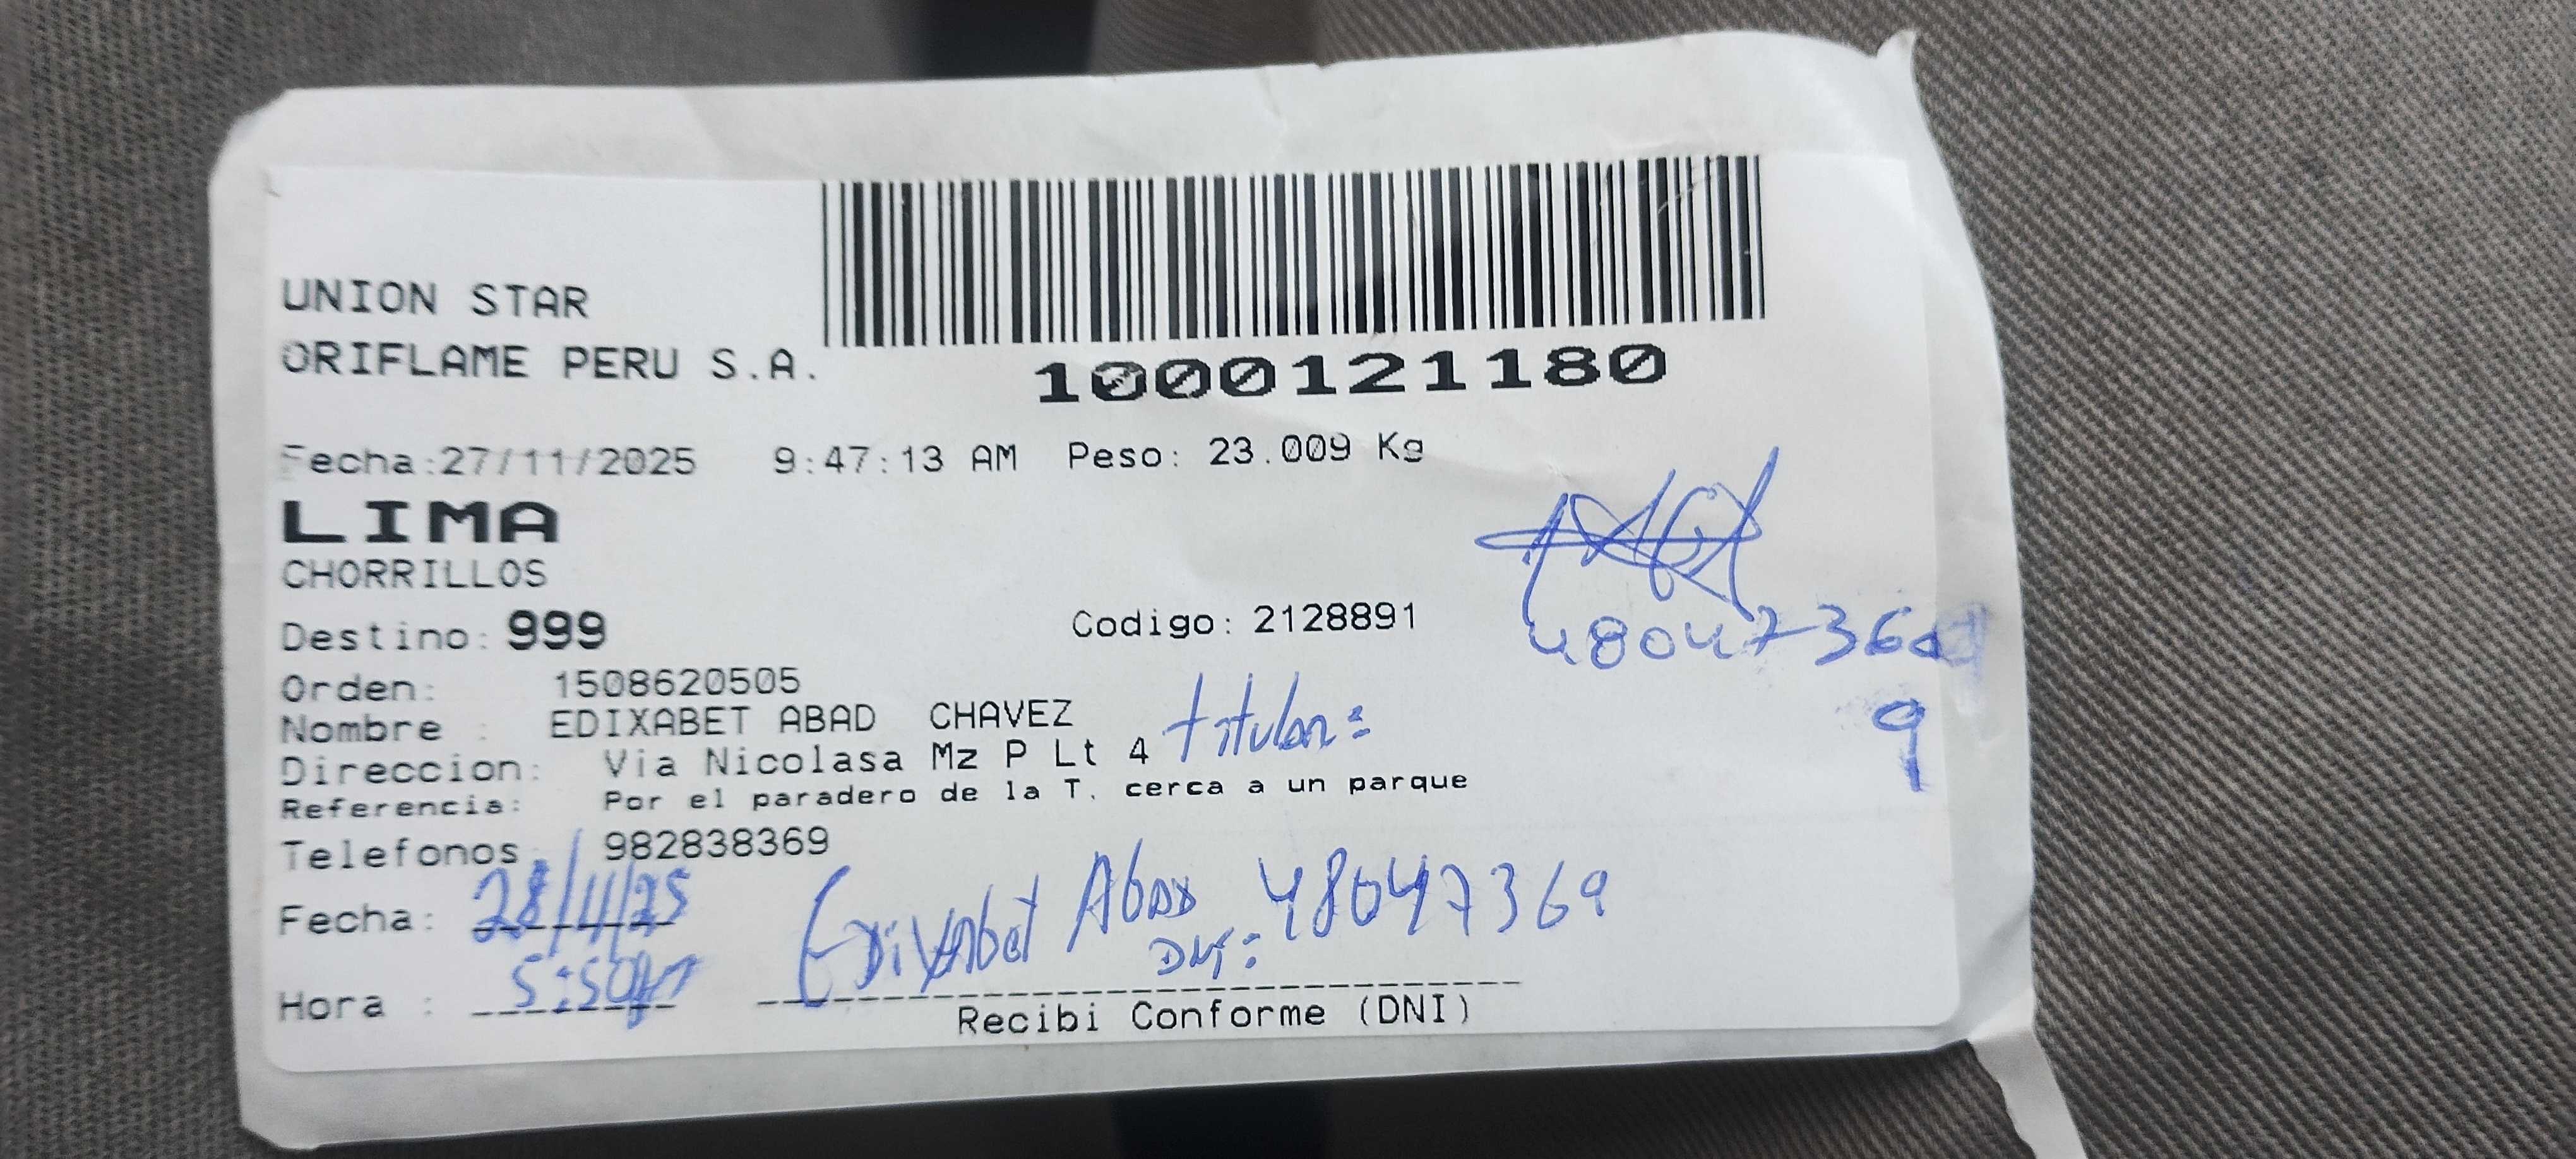 UNION STAR
ORIFLAME PERU S.A.
1000121180
Fecha:27/11/2025 9:47:13 AM Peso: 23.009 Kg
LIMA
CHORRILLOS
Destino: 999 Codigo: 2128891
4804736
9
Orden: 1508620505
Nombre : EDIXABET ABAD CHAVEZ titular:
Direccion: Via Nicolasa Mz P Lt 4
Referencia: Por el paradero de la T. cerca a un parque
Telefonos 982838369
Fecha: 28/11/25 Edixabet Abad DNI: 48047369
Hora : 5:50
Recibi Conforme (DNI)